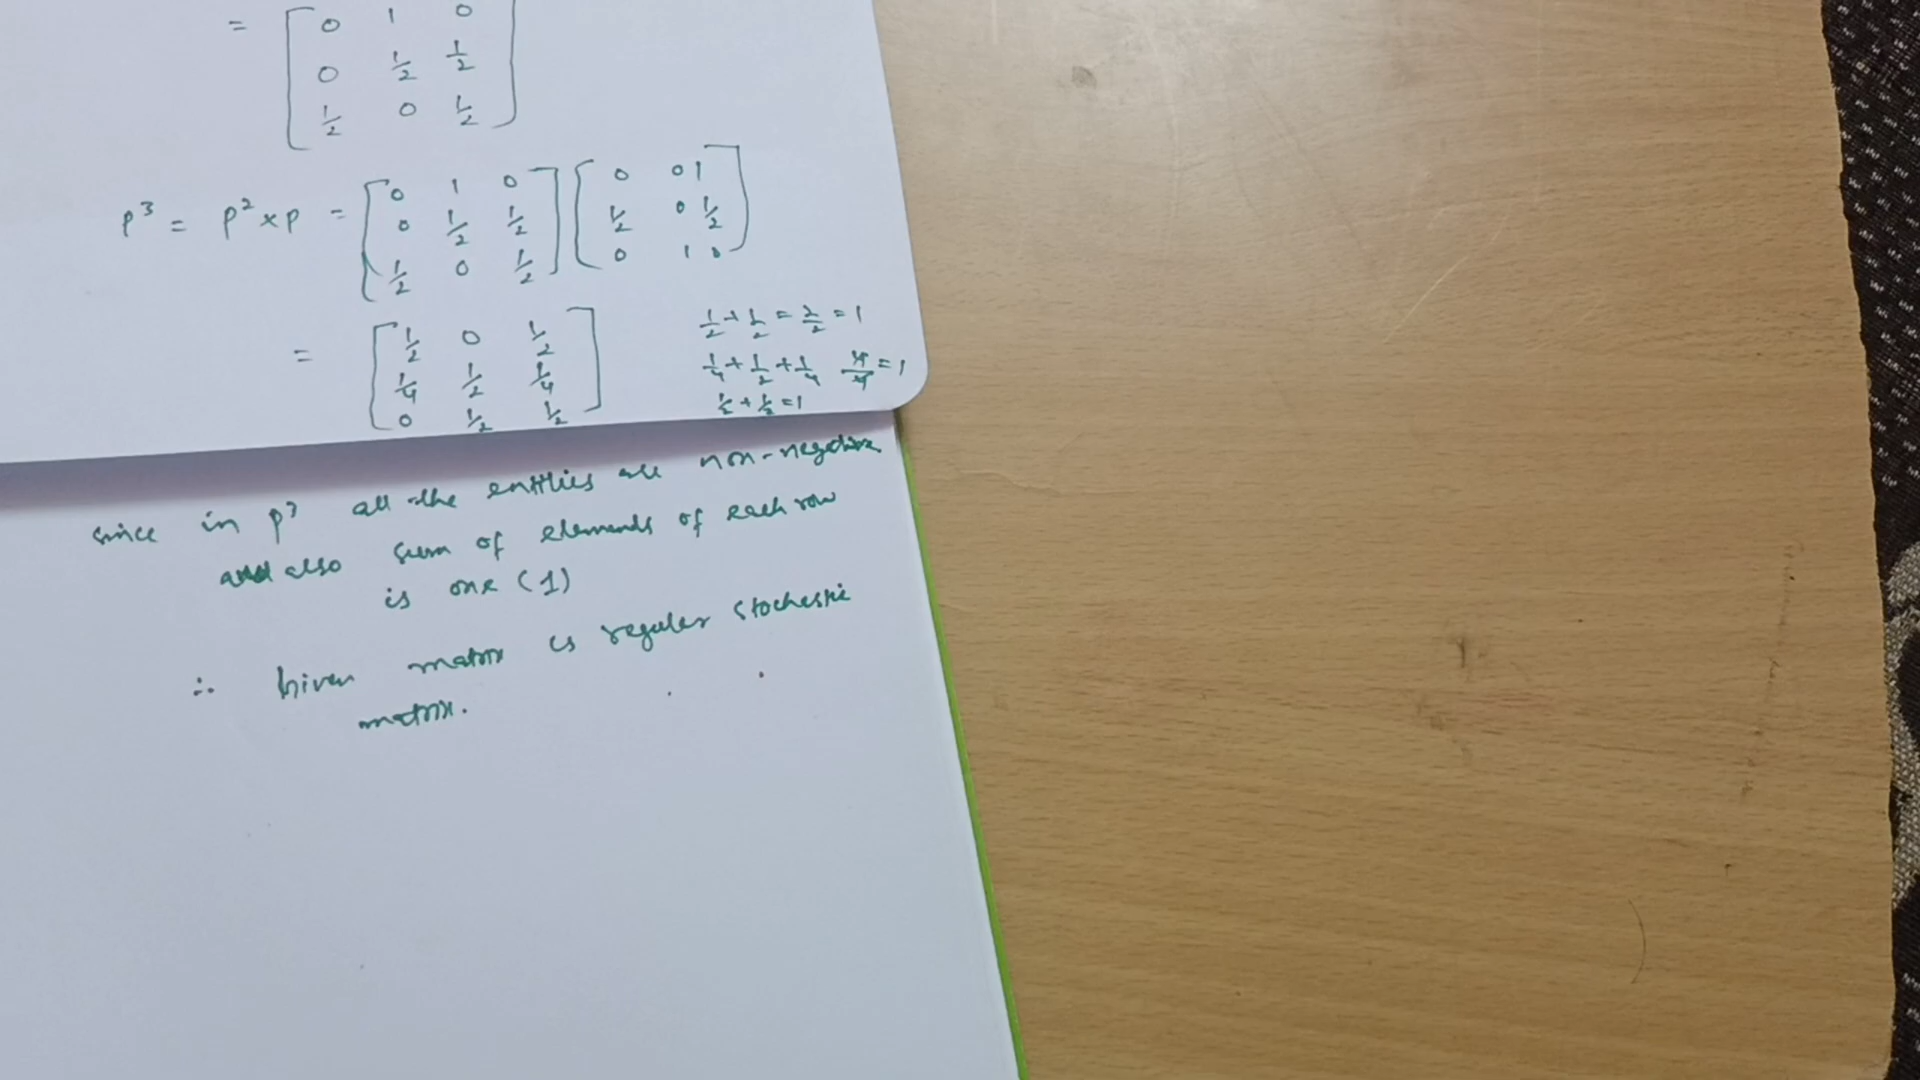 = [ 0 1 0
0 1/2 1/2
1/2 0 1/2 ]
p³ = p² x p = [ 0 1 0 ] [ 0 0 1 ]
[ 0 1/2 1/2 ] [ 1/2 0 1/2 ]
[ 1/2 0 1/2 ] [ 0 1 0 ]
= [ 1/2 0 1/2 ] 1/2 + 1/2 = 2/2 = 1
[ 1/4 1/2 1/4 ] 1/4 + 1/2 + 1/4 4/4 = 1
[ 0 1/2 1/2 ] 1/2 + 1/2 = 1
since in p³ all the entries are non-negative
and also sum of elements of each row
is one (1)
∴ Given matrix is reguler stochestic
matrix.